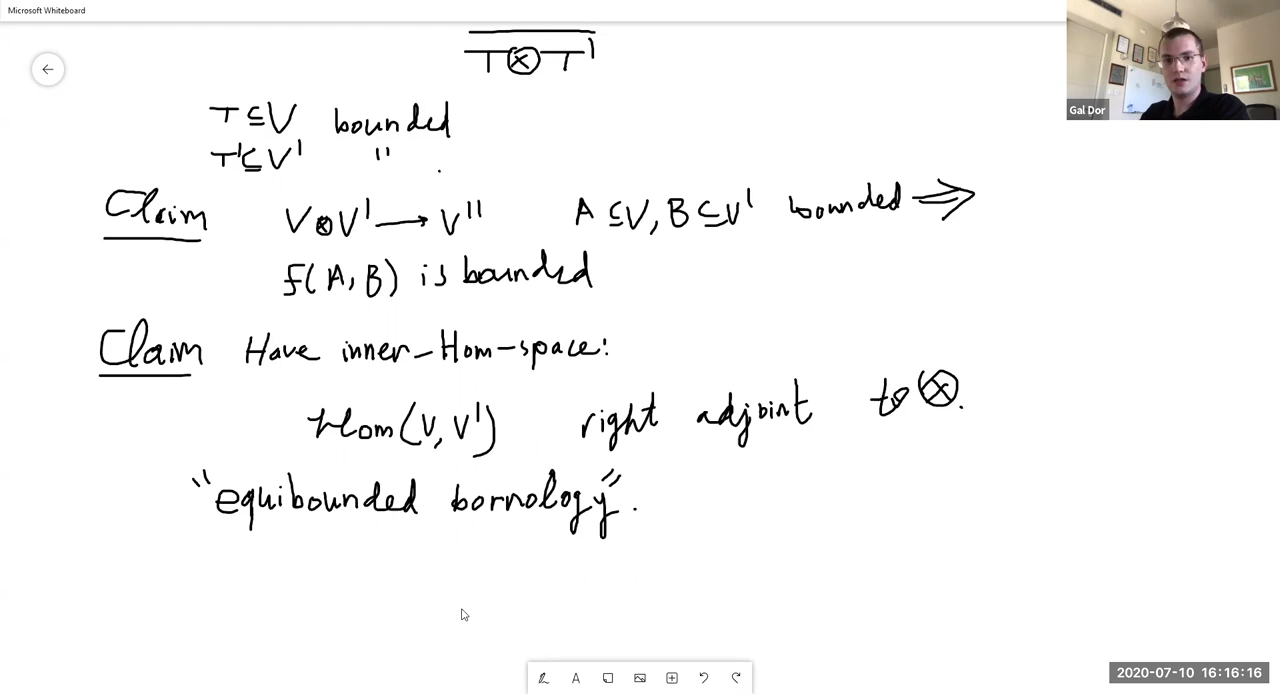 Microsoft Whiteboard
T⊗T'
T⊆V bounded
T'⊆V' "
Claim V⊗V' → V'' A⊆V, B⊆V' bounded ⇒
f(A, B) is bounded
Claim Have inner-Hom-space:
Hom(V, V') right adjoint to ⊗.
"equibounded bornology".
Gal Dor
A
2020-07-10 16:16:16